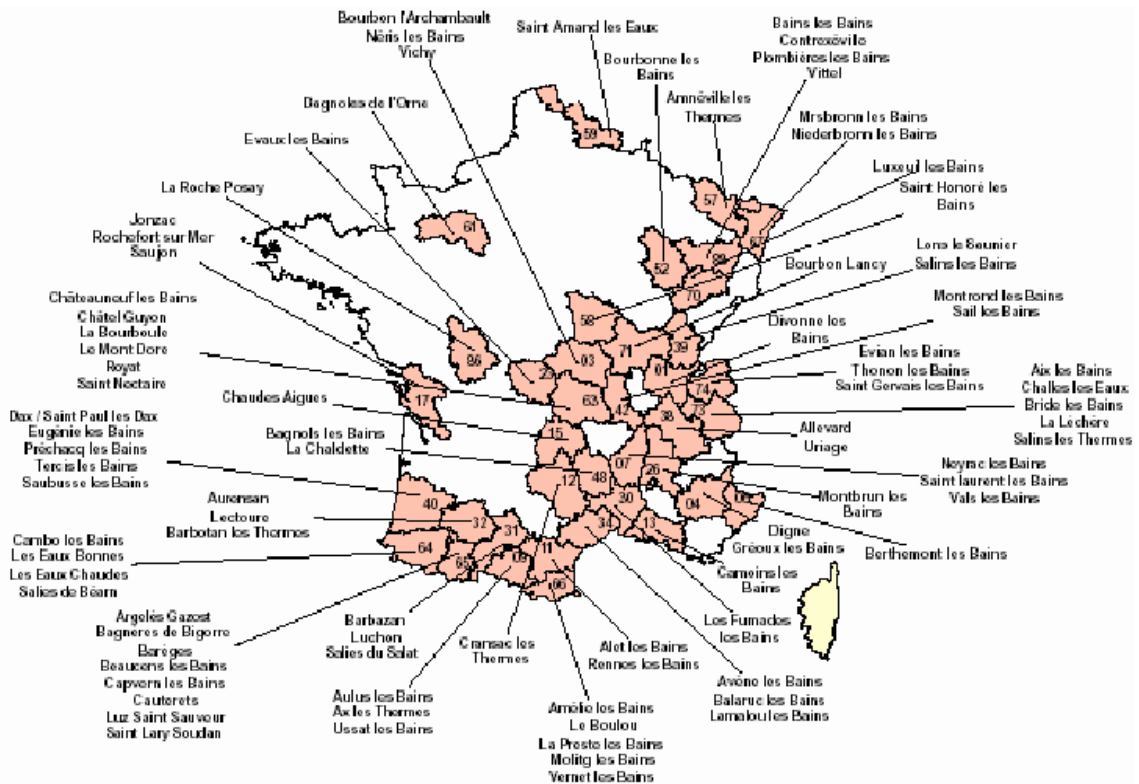 Bourbon l'Archambault
Néris les Bains
Vichy
Saint Amand les Eaux
Bourbonne les
Bains
Bains les Bains
Contrexéville
Plombières les Bains
Vittel
Bagnoles de l'Orne
Amnéville les
Thermes
Mrsbronn les Bains
Niederbronn les Bains
Evaux les Bains
Luxeuil les Bains
La Roche Posay
Saint Honoré les
Bains
Jonzac
Rochefort sur Mer
Saujon
Lons le Saunier
Salins les Bains
Bourbon Lancy
Châteauneuf les Bains
Châtel Guyon
La Bourboule
Le Mont Dore
Royat
Saint Nectaire
Montrond les Bains
Sail les Bains
Divonne les
Bains
Evian les Bains
Thonon les Bains
Saint Gervais les Bains
Aix les Bains
Challes les Eaux
Bride les Bains
La Léchère
Salins les Thermes
Chaudes Aigues
Dax / Saint Paul les Dax
Eugénie les Bains
Préchacq les Bains
Tercis les Bains
Saubusse les Bains
Bagnols les Bains
La Chaldette
Allevard
Uriage
Neyrac les Bains
Saint laurent les Bains
Vals les Bains
Aurensan
Lectoure
Barbotan les Thermes
Montbrun les
Bains
Cambo les Bains
Les Eaux Bonnes
Les Eaux Chaudes
Salies de Béarn
Digne
Gréoux les Bains
Berthemont les Bains
Camoins les
Bains
Argelès Gazost
Bagneres de Bigorre
Barèges
Beaucens les Bains
Capvern les Bains
Cauterets
Luz Saint Sauveur
Saint Lary Soudan
Barbazan
Luchon
Salies du Salat
Cransac les
Thermes
Alet les Bains
Rennes les Bains
Les Fumades
les Bains
Aulus les Bains
Ax les Thermes
Ussat les Bains
Amélie les Bains
Le Boulou
La Preste les Bains
Molitg les Bains
Vernet les Bains
Avène les Bains
Balaruc les Bains
Lamalou les Bains
59
57
67
61
52
70
58
71
39
86
03
23
01
74
17
63
42
38
73
15
07
26
12
48
04
40
32
31
30
34
13
64
09
11
66